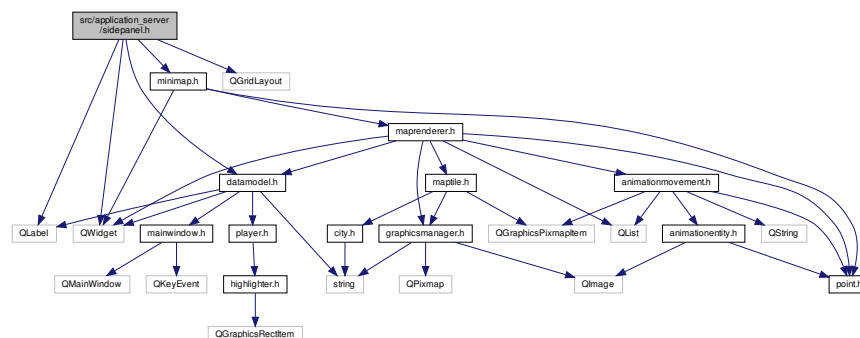 src/application_server
/sidepanel.h
minimap.h
QGridLayout
maprenderer.h
datamodel.h
maptile.h
animationmovement.h
QLabel
QWidget
mainwindow.h
player.h
city.h
graphicsmanager.h
QGraphicsPixmapItem
QList
animationentity.h
QString
QMainWindow
QKeyEvent
highlighter.h
string
QPixmap
QImage
point.h
QGraphicsRectItem